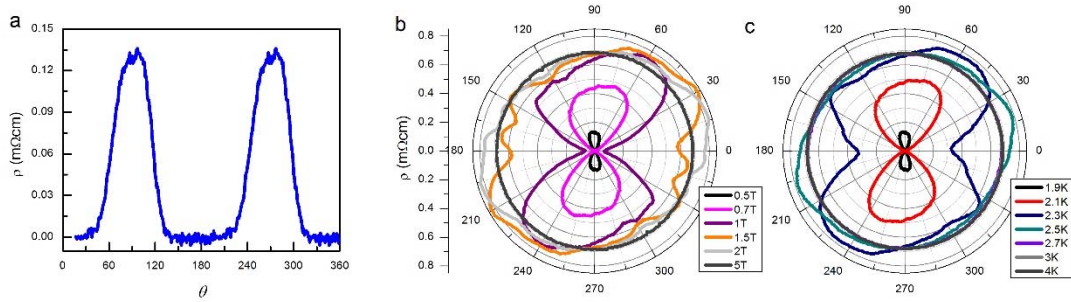 a
ρ (mΩcm)
0.15
0.12
0.09
0.06
0.03
0.00
0
60
120
180
240
300
360
θ
b
ρ (mΩcm)
0.8
0.6
0.4
0.2
0.0
0.2
0.4
0.6
0.8
90
60
30
0
300
270
240
210
180
150
120
0.5T
0.7T
1T
1.5T
2T
5T
c
90
60
30
0
300
270
240
210
180
150
120
1.9K
2.1K
2.3K
2.5K
2.7K
3K
4K